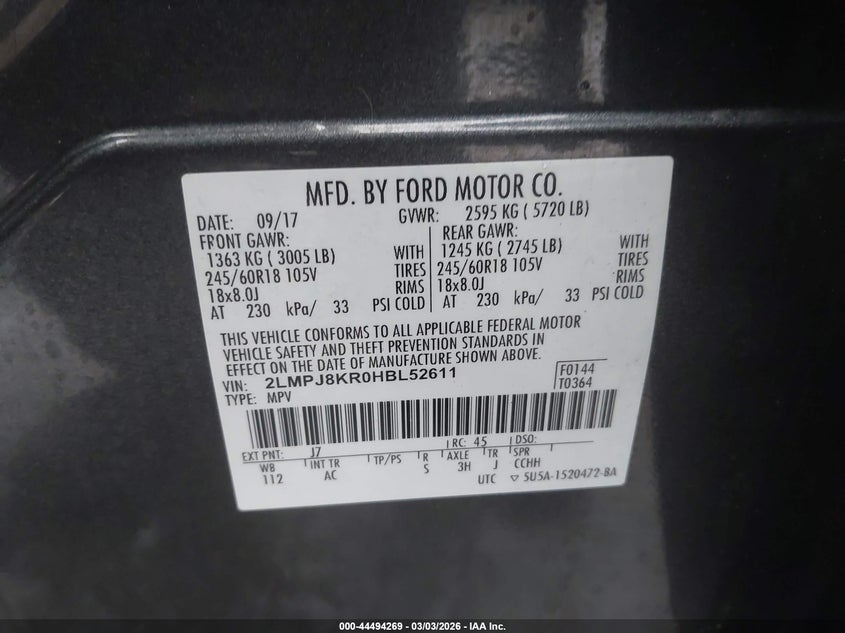 MFD. BY FORD MOTOR CO.
DATE: 09/17 GVWR: 2595 KG ( 5720 LB)
FRONT GAWR: REAR GAWR:
1363 KG ( 3005 LB) WITH 1245 KG ( 2745 LB) WITH
245/60R18 105V TIRES 245/60R18 105V TIRES
18x8.0J RIMS 18x8.0J RIMS
AT 230 kPa/ 33 PSI COLD AT 230 kPa/ 33 PSI COLD
THIS VEHICLE CONFORMS TO ALL APPLICABLE FEDERAL MOTOR
VEHICLE SAFETY AND THEFT PREVENTION STANDARDS IN
EFFECT ON THE DATE OF MANUFACTURE SHOWN ABOVE.
VIN: 2LMPJ8KR0HBL52611 F0144
TYPE: MPV T0364
EXT PNT: J7 RC: 45 DSO:
WB INT TR TP/PS R AXLE TR SPR
112 AC S 3H J CCHH
UTC ▽ 5U5A-1520472-BA
000-44494269 - 03/03/2026 - IAA Inc.